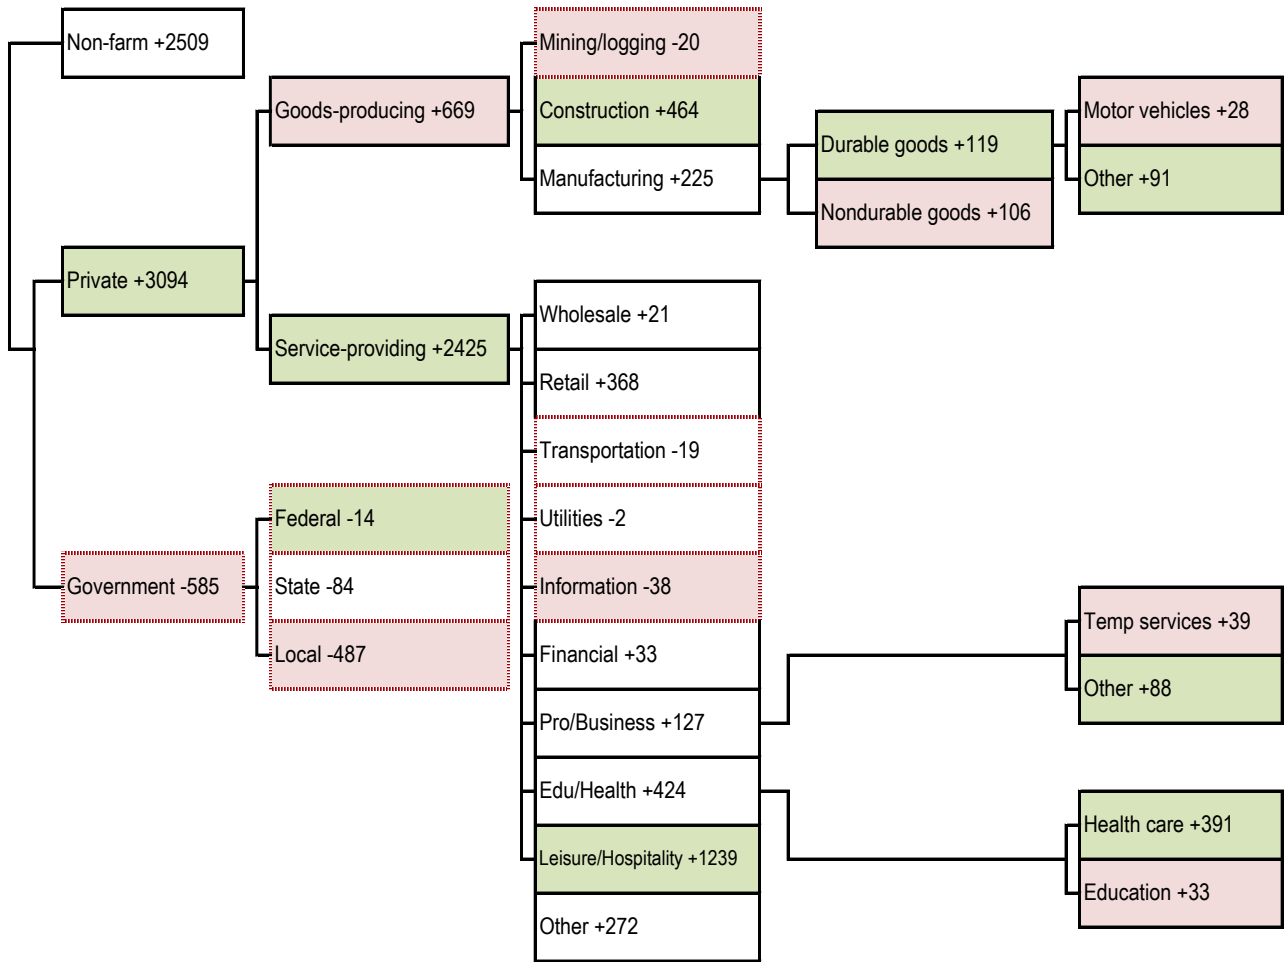 Non-farm +2509
Private +3094
Government -585
Goods-producing +669
Service-providing +2425
Federal -14
State -84
Local -487
Mining/logging -20
Construction +464
Manufacturing +225
Wholesale +21
Retail +368
Transportation -19
Utilities -2
Information -38
Financial +33
Pro/Business +127
Edu/Health +424
Leisure/Hospitality +1239
Other +272
Durable goods +119
Nondurable goods +106
Motor vehicles +28
Other +91
Temp services +39
Other +88
Health care +391
Education +33